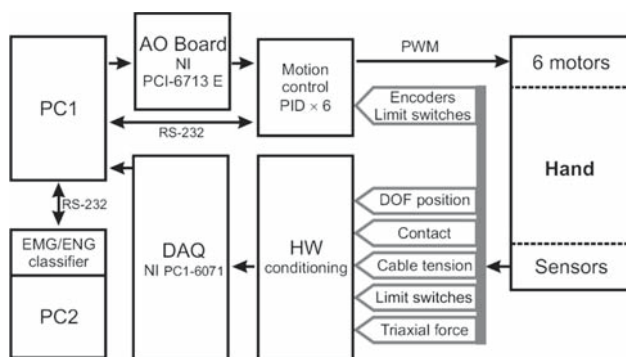 AO Board
NI
PCI-6713 E
PC1
Motion
control
PID × 6
PWM
6 motors
Encoders
Limit switches
RS-232
Hand
RS-232
EMG/ENG
classifier
PC2
DAQ
NI PC1-6071
HW
conditioning
DOF position
Contact
Cable tension
Limit switches
Triaxial force
Sensors